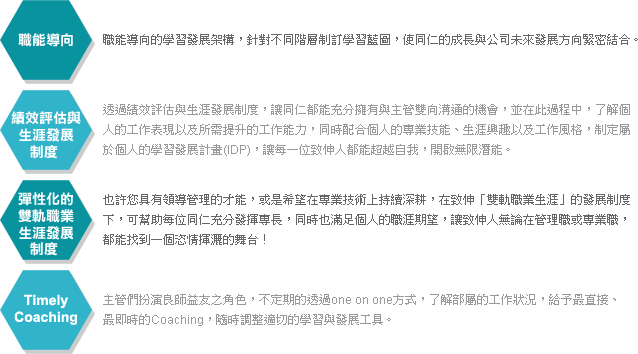 職能導向
職能導向的學習發展架構，針對不同階層制訂學習藍圖，使同仁的成長與公司未來發展方向緊密結合。
績效評估與
生涯發展
制度
透過績效評估與生涯發展制度，讓同仁都能充分擁有與主管雙向溝通的機會，並在此過程中，了解個
人的工作表現以及所需提升的工作能力，同時配合個人的專業技能、生涯興趣以及工作風格，制定屬
於個人的學習發展計畫(IDP)，讓每一位致伸人都能超越自我，開啟無限潛能。
彈性化的
雙軌職業
生涯發展
制度
也許您具有領導管理的才能，或是希望在專業技術上持續深耕，在致伸「雙軌職業生涯」的發展制度
下，可幫助每位同仁充分發揮專長，同時也滿足個人的職涯期望，讓致伸人無論在管理職或專業職，
都能找到一個恣情揮灑的舞台！
Timely
Coaching
主管們扮演良師益友之角色，不定期的透過one on one方式，了解部屬的工作狀況，給予最直接、
最即時的Coaching，隨時調整適切的學習與發展工具。